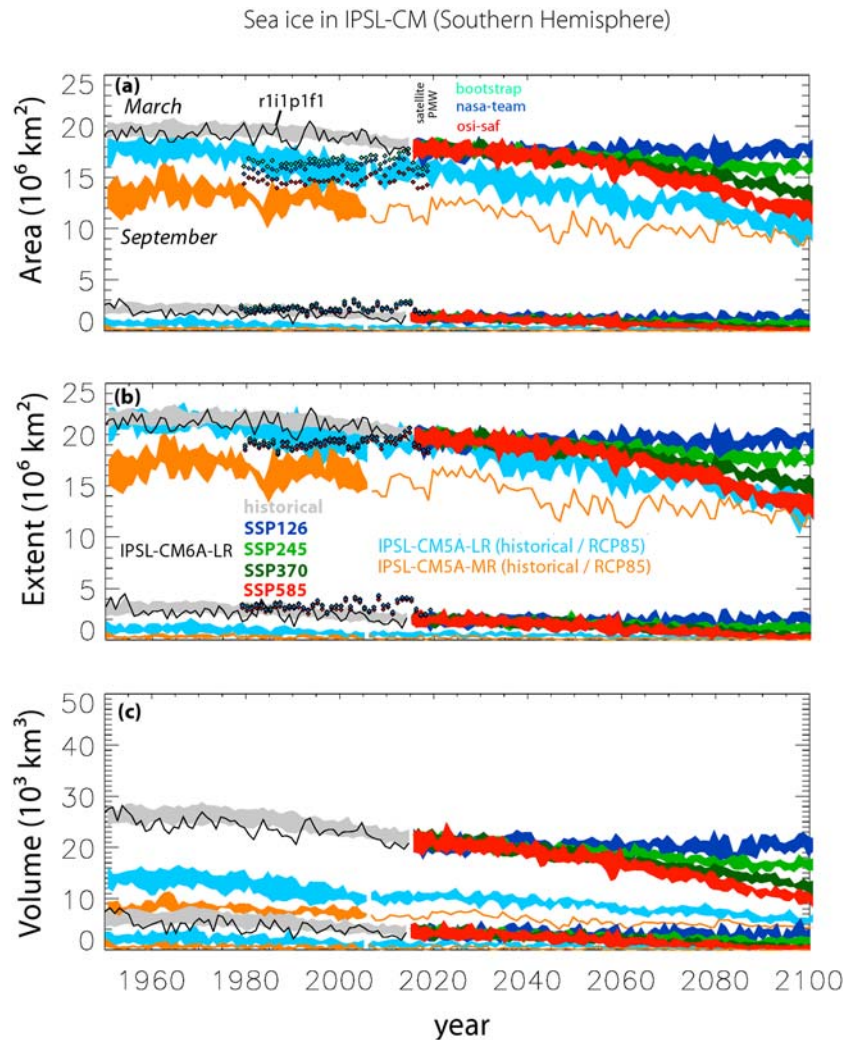 Sea ice in IPSL-CM (Southern Hemisphere)
(a)
March
r1i1p1f1
satellite
PMW
bootstrap
nasa-team
osi-saf
September
Area (10⁶ km²)
25
20
15
10
5
0
(b)
historical
SSP126
IPSL-CM6A-LR
SSP245
SSP370
SSP585
IPSL-CM5A-LR (historical / RCP85)
IPSL-CM5A-MR (historical / RCP85)
Extent (10⁶ km²)
25
20
15
10
5
0
(c)
Volume (10³ km³)
50
40
30
20
10
0
1960 1980 2000 2020 2040 2060 2080 2100
year